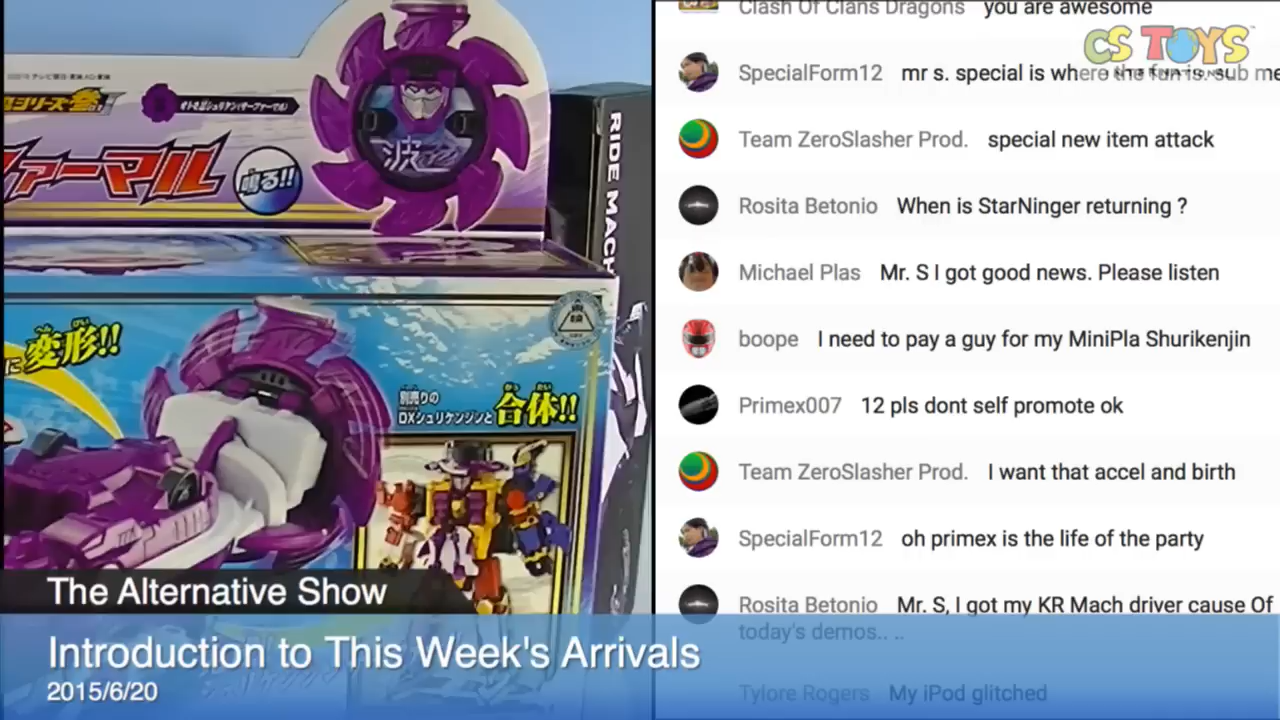 Clash Of Clans Dragons you are awesome
CS TOYS
SpecialForm12 mr s. special is where the fun is. sub me
Team ZeroSlasher Prod. special new item attack
Rosita Betonio When is StarNinger returning ?
Michael Plas Mr. S I got good news. Please listen
boope I need to pay a guy for my MiniPla Shurikenjin
Primex007 12 pls dont self promote ok
Team ZeroSlasher Prod. I want that accel and birth
SpecialForm12 oh primex is the life of the party
Rosita Betonio Mr. S, I got my KR Mach driver cause Of
today's demos.. ..
Tylore Rogers My iPod glitched
ファーマル
鳴る!!
波
RIDE MACH
に変形!!
別売りの
DXシュリケンジンと
合体!!
The Alternative Show
Introduction to This Week's Arrivals
2015/6/20